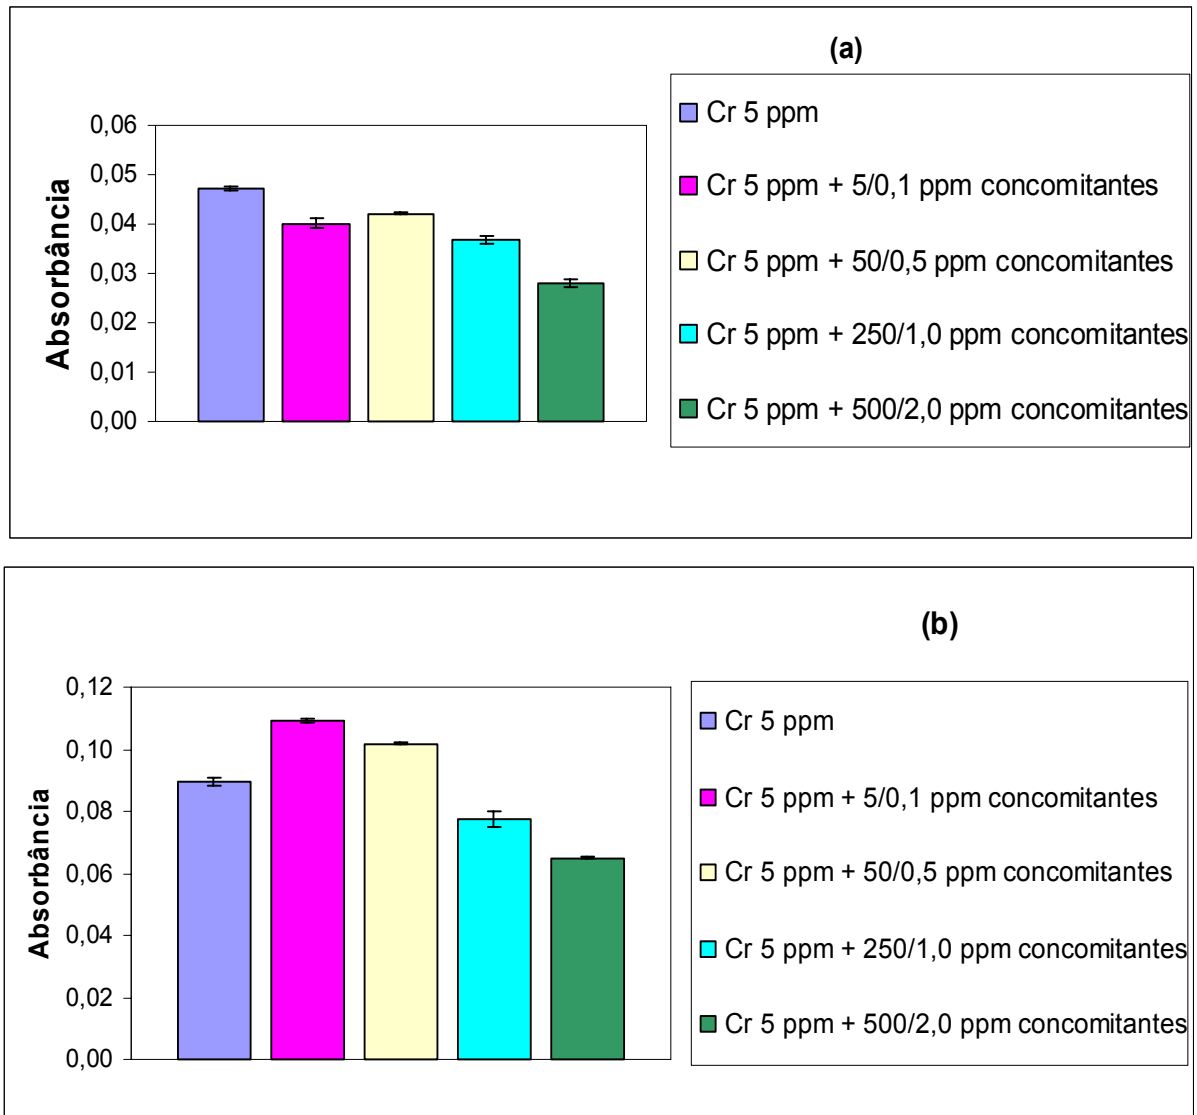 (a)
Absorbância
0,06
0,05
0,04
0,03
0,02
0,01
0,00
Cr 5 ppm
Cr 5 ppm + 5/0,1 ppm concomitantes
Cr 5 ppm + 50/0,5 ppm concomitantes
Cr 5 ppm + 250/1,0 ppm concomitantes
Cr 5 ppm + 500/2,0 ppm concomitantes
(b)
Absorbância
0,12
0,10
0,08
0,06
0,04
0,02
0,00
Cr 5 ppm
Cr 5 ppm + 5/0,1 ppm concomitantes
Cr 5 ppm + 50/0,5 ppm concomitantes
Cr 5 ppm + 250/1,0 ppm concomitantes
Cr 5 ppm + 500/2,0 ppm concomitantes